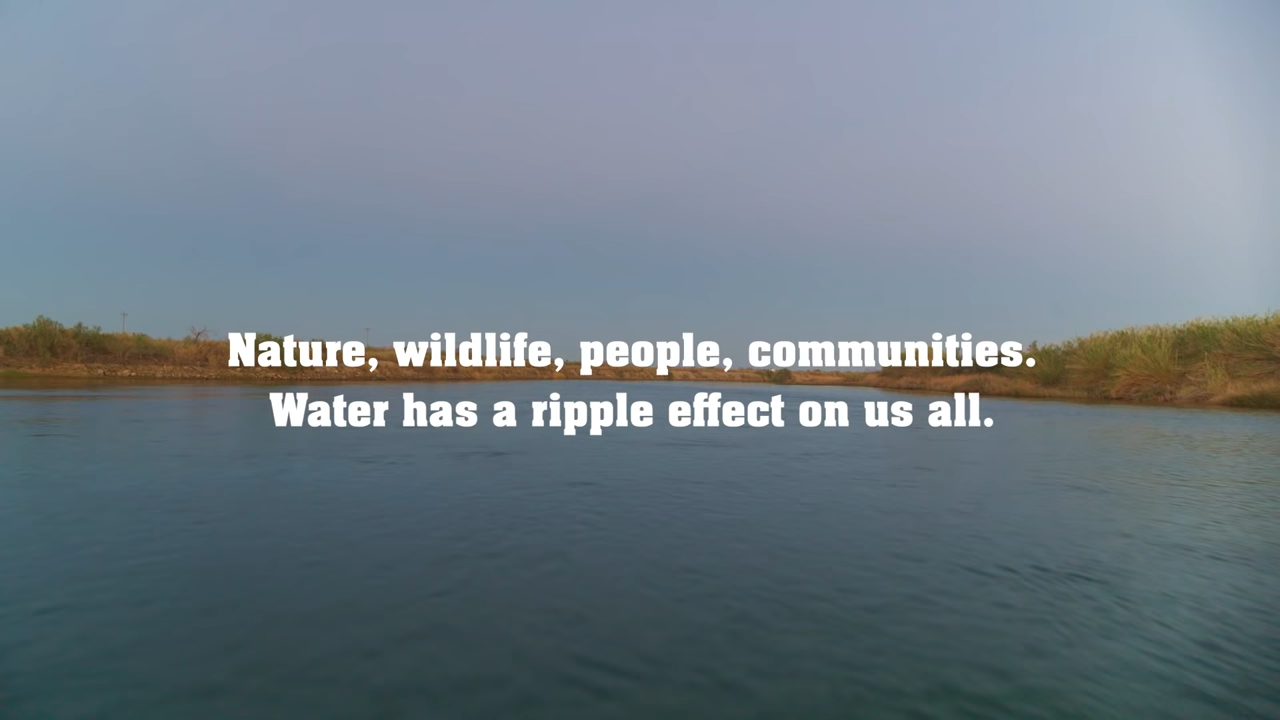 Nature, wildlife, people, communities.
Water has a ripple effect on us all.